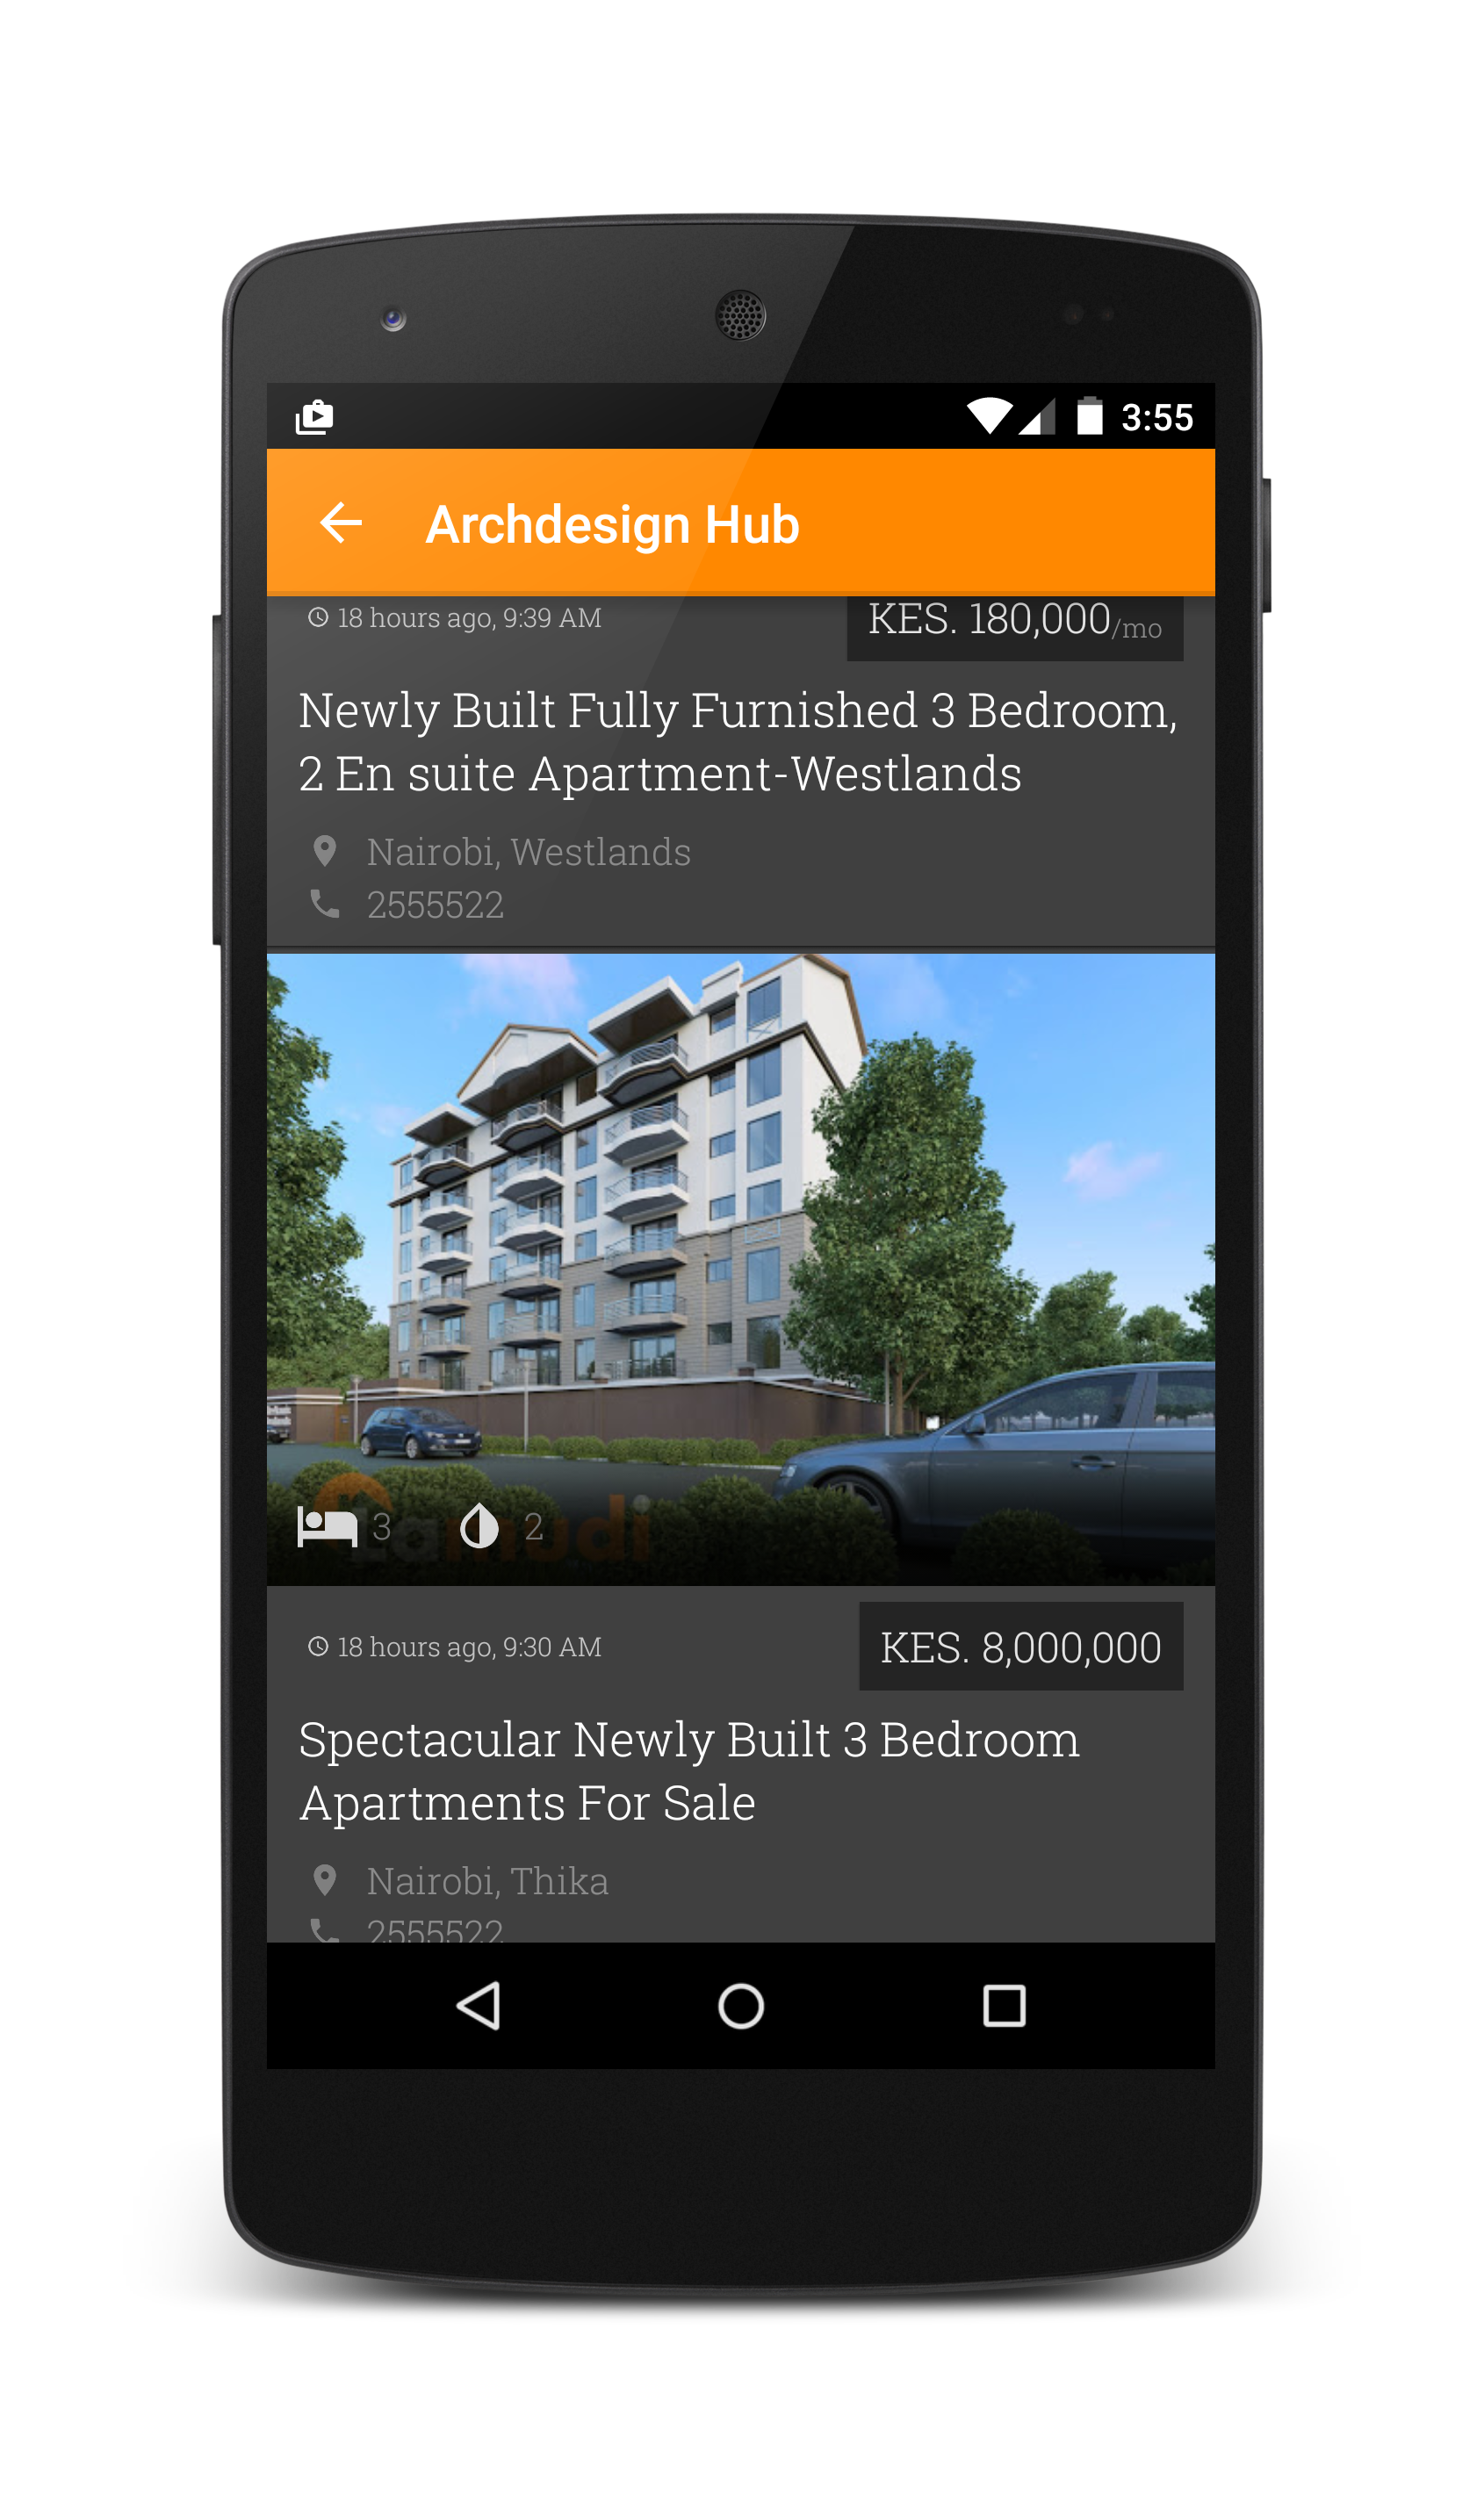 3:55
Archdesign Hub
18 hours ago, 9:39 AM
KES. 180,000/mo
Newly Built Fully Furnished 3 Bedroom,
2 En suite Apartment-Westlands
Nairobi, Westlands
2555522
Lamudi
3
2
18 hours ago, 9:30 AM
KES. 8,000,000
Spectacular Newly Built 3 Bedroom
Apartments For Sale
Nairobi, Thika
2555522